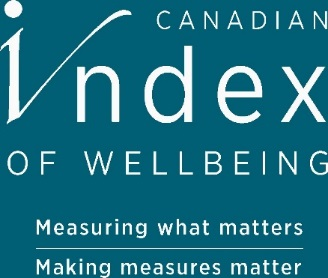 CANADIAN
index
OF WELLBEING
Measuring what matters
Making measures matter